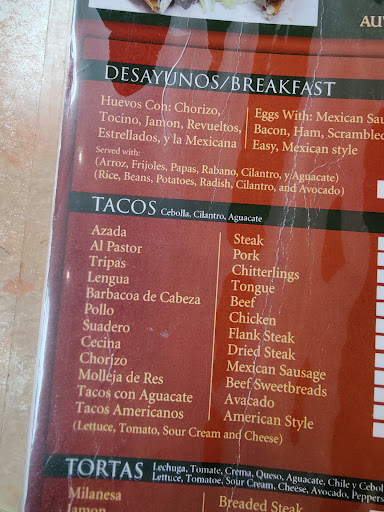 AU
DESAYUNOS/BREAKFAST
Huevos Con: Chorizo,
Tocino, Jamon, Revueltos,
Estrellados, y la Mexicana
Eggs With: Mexican Sau
Bacon, Ham, Scrambled
Easy, Mexican style
Served with:
(Arroz, Frijoles, Papas, Rabano, Cilantro, y Aguacate)
(Rice, Beans, Potatoes, Radish, Cilantro, and Avocado)
TACOS Cebolla, Cilantro, Aguacate
Azada
Al Pastor
Tripas
Lengua
Barbacoa de Cabeza
Pollo
Suadero
Cecina
Chorizo
Molleja de Res
Tacos con Aguacate
Tacos Americanos
Steak
Pork
Chitterlings
Tongue
Beef
Chicken
Flank Steak
Dried Steak
Mexican Sausage
Beef Sweetbreads
Avacado
American Style
(Lettuce, Tomato, Sour Cream and Cheese)
TORTAS Lechuga, Tomate, Crema, Queso, Aguacate, Chile y Ceboll
Lettuce, Tomatoe, Sour Cream, Cheese, Avocado, Peppers
Milanesa
Jamon
Breaded Steak